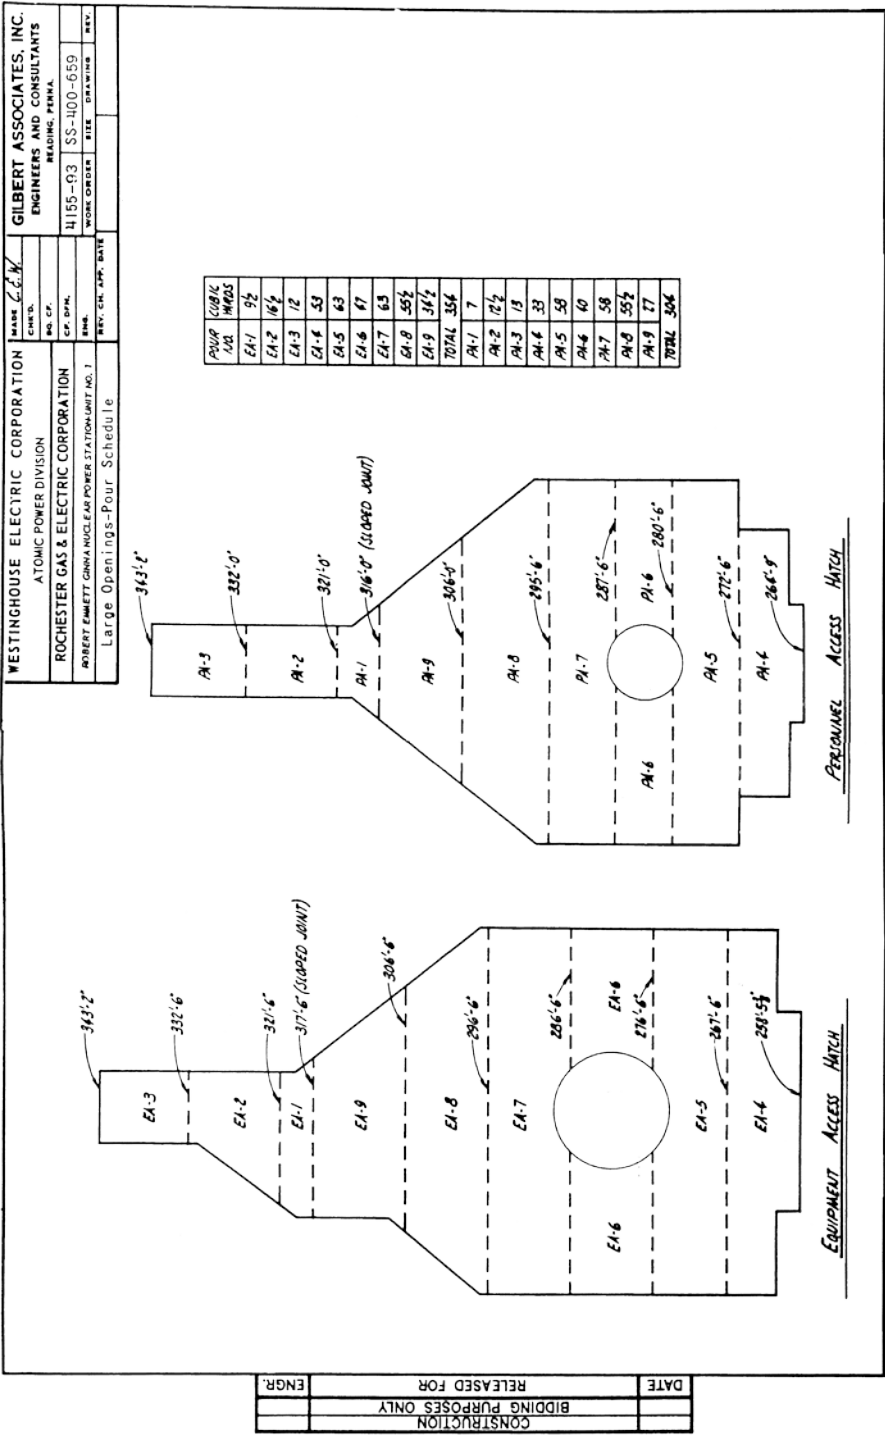 WESTINGHOUSE ELECTRIC CORPORATION
ATOMIC POWER DIVISION
ROCHESTER GAS & ELECTRIC CORPORATION
ROBERT EMMETT GINNA NUCLEAR POWER STATION-UNIT NO. 1
Large Openings-Pour Schedule
MADE C.E.W.
CHK'D.
SQ. CF.
CF. DFN.
ENG.
REV. CH. APP. DATE
GILBERT ASSOCIATES, INC.
ENGINEERS AND CONSULTANTS
READING, PENNA.
4155-93 SS-400-659
WORK ORDER SIZE DRAWING REV.
POUR NO. CUBIC YARDS
EA-1 9½
EA-2 16½
EA-3 12
EA-4 53
EA-5 63
EA-6 47
EA-7 63
EA-8 55½
EA-9 34½
TOTAL 354
PA-1 7
PA-2 12½
PA-3 13
PA-4 33
PA-5 58
PA-6 40
PA-7 58
PA-8 55½
PA-9 27
TOTAL 304
343'-2"
EA-3
332'-6"
EA-2
321'-6"
EA-1
317'-6" (SLOPED JOINT)
EA-9
306'-6"
EA-8
296'-6"
EA-7
286'-6"
EA-6
EA-6
276'-6"
EA-5
267'-6"
EA-4
EQUIPMENT ACCESS HATCH
343'-2"
PA-3
332'-0"
PA-2
321'-0"
PA-1
316'-0" (SLOPED JOINT)
PA-9
306'-0"
PA-8
295'-6"
PA-7
287'-6"
PA-6
PA-6
280'-6"
PA-5
272'-6"
PA-4
264'-9"
PERSONNEL ACCESS HATCH
CONSTRUCTION
BIDDING PURPOSES ONLY
DATE RELEASED FOR ENGR.